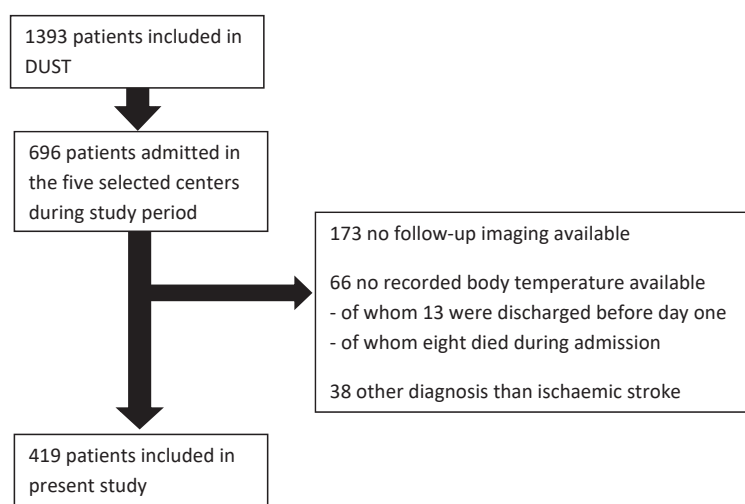 1393 patients included in
DUST
696 patients admitted in
the five selected centers
during study period
173 no follow-up imaging available
66 no recorded body temperature available
- of whom 13 were discharged before day one
- of whom eight died during admission
38 other diagnosis than ischaemic stroke
419 patients included in
present study